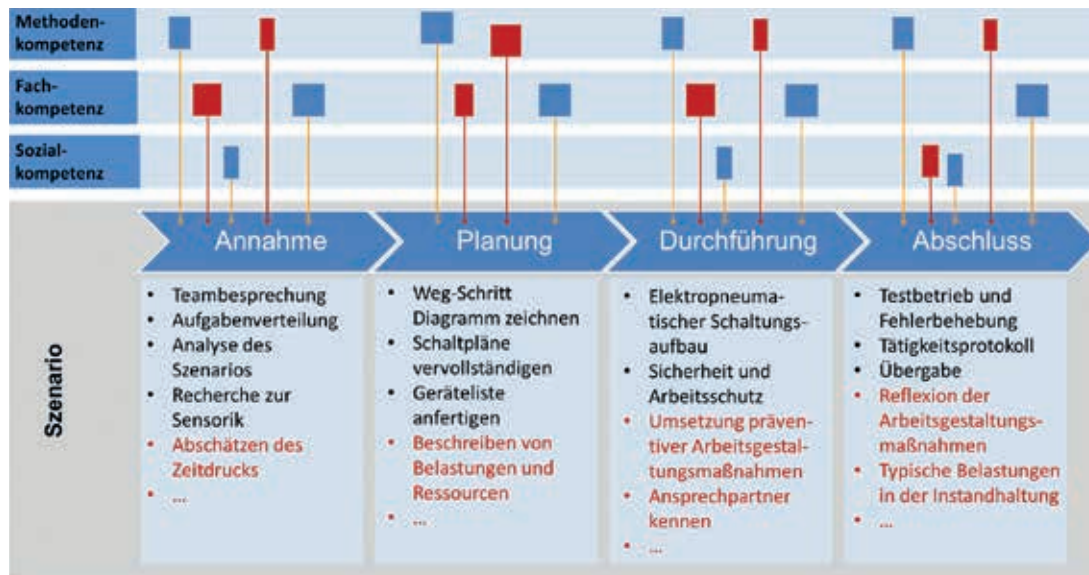 Methoden-
kompetenz
Fach-
kompetenz
Sozial-
kompetenz
Annahme
Planung
Durchführung
Abschluss
Szenario
• Teambesprechung
• Aufgabenverteilung
• Analyse des
Szenarios
• Recherche zur
Sensorik
• Abschätzen des
Zeitdrucks
• ...
• Weg-Schritt
Diagramm zeichnen
• Schaltpläne
vervollständigen
• Geräteliste
anfertigen
• Beschreiben von
Belastungen und
Ressourcen
• ...
• Elektropneuma-
tischer Schaltungs-
aufbau
• Sicherheit und
Arbeitsschutz
• Umsetzung präven-
tiver Arbeitsgestal-
tungsmaßnahmen
• Ansprechpartner
kennen
• ...
• Testbetrieb und
Fehlerbehebung
• Tätigkeitsprotokoll
• Übergabe
• Reflexion der
Arbeitsgestaltungs-
maßnahmen
• Typische Belastungen
in der Instandhaltung
• ...